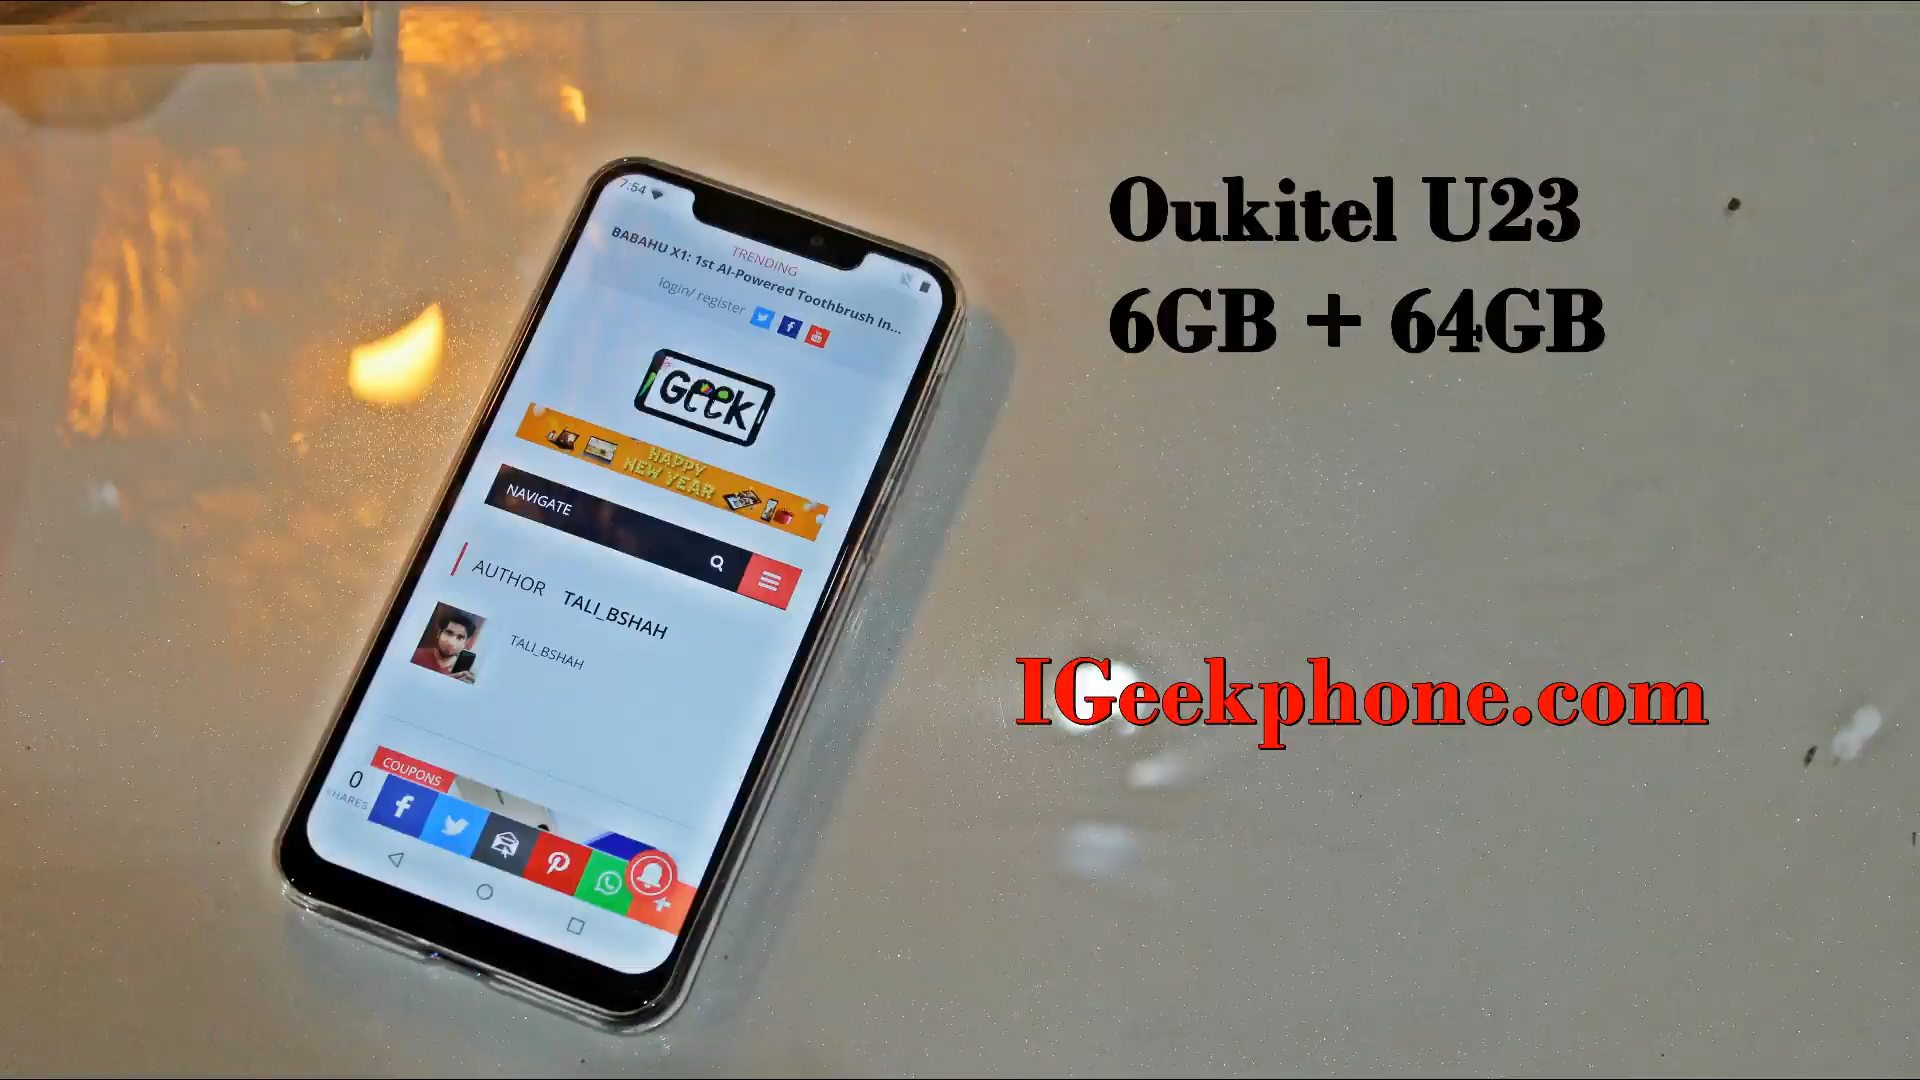 Oukitel U23
6GB + 64GB
IGeekphone.com
7:54
TRENDING
BABAHU X1: 1st AI-Powered Toothbrush In...
login/ register
GEEK
HAPPY
NEW YEAR
NAVIGATE
AUTHOR TALI_BSHAH
TALI_BSHAH
COUPONS
0
SHARES